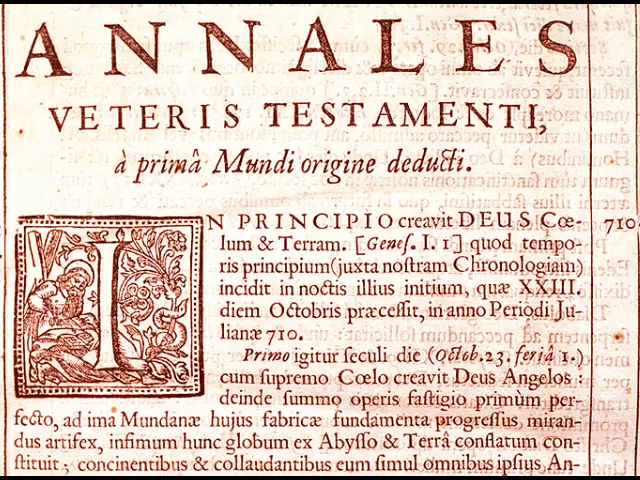 ANNALES
VETERIS TESTAMENTI,
à primâ Mundi origine deducti.
IN PRINCIPIO creavit DEUS Cœ-
lum & Terram. [Geneſ. I. 1] quod tempo-
ris principium (juxta noſtram Chronologiam)
incidit in noctis illius initium, quæ XXIII.
diem Octobris præceſſit, in anno Periodi Ju-
lianæ 710.
710
Primo igitur ſeculi die (Octob. 23. feriâ 1.)
cum ſupremo Cœlo creavit Deus Angelos :
deinde ſummo operis faſtigio primùm per-
fecto, ad ima Mundanæ hujus fabricæ fundamenta progreſſus, miran-
dus artifex, infimum hunc globum ex Abyſſo & Terrâ conflatum con-
ſtituit ; concinentibus & collaudantibus eum ſimul omnibus ipſius An-